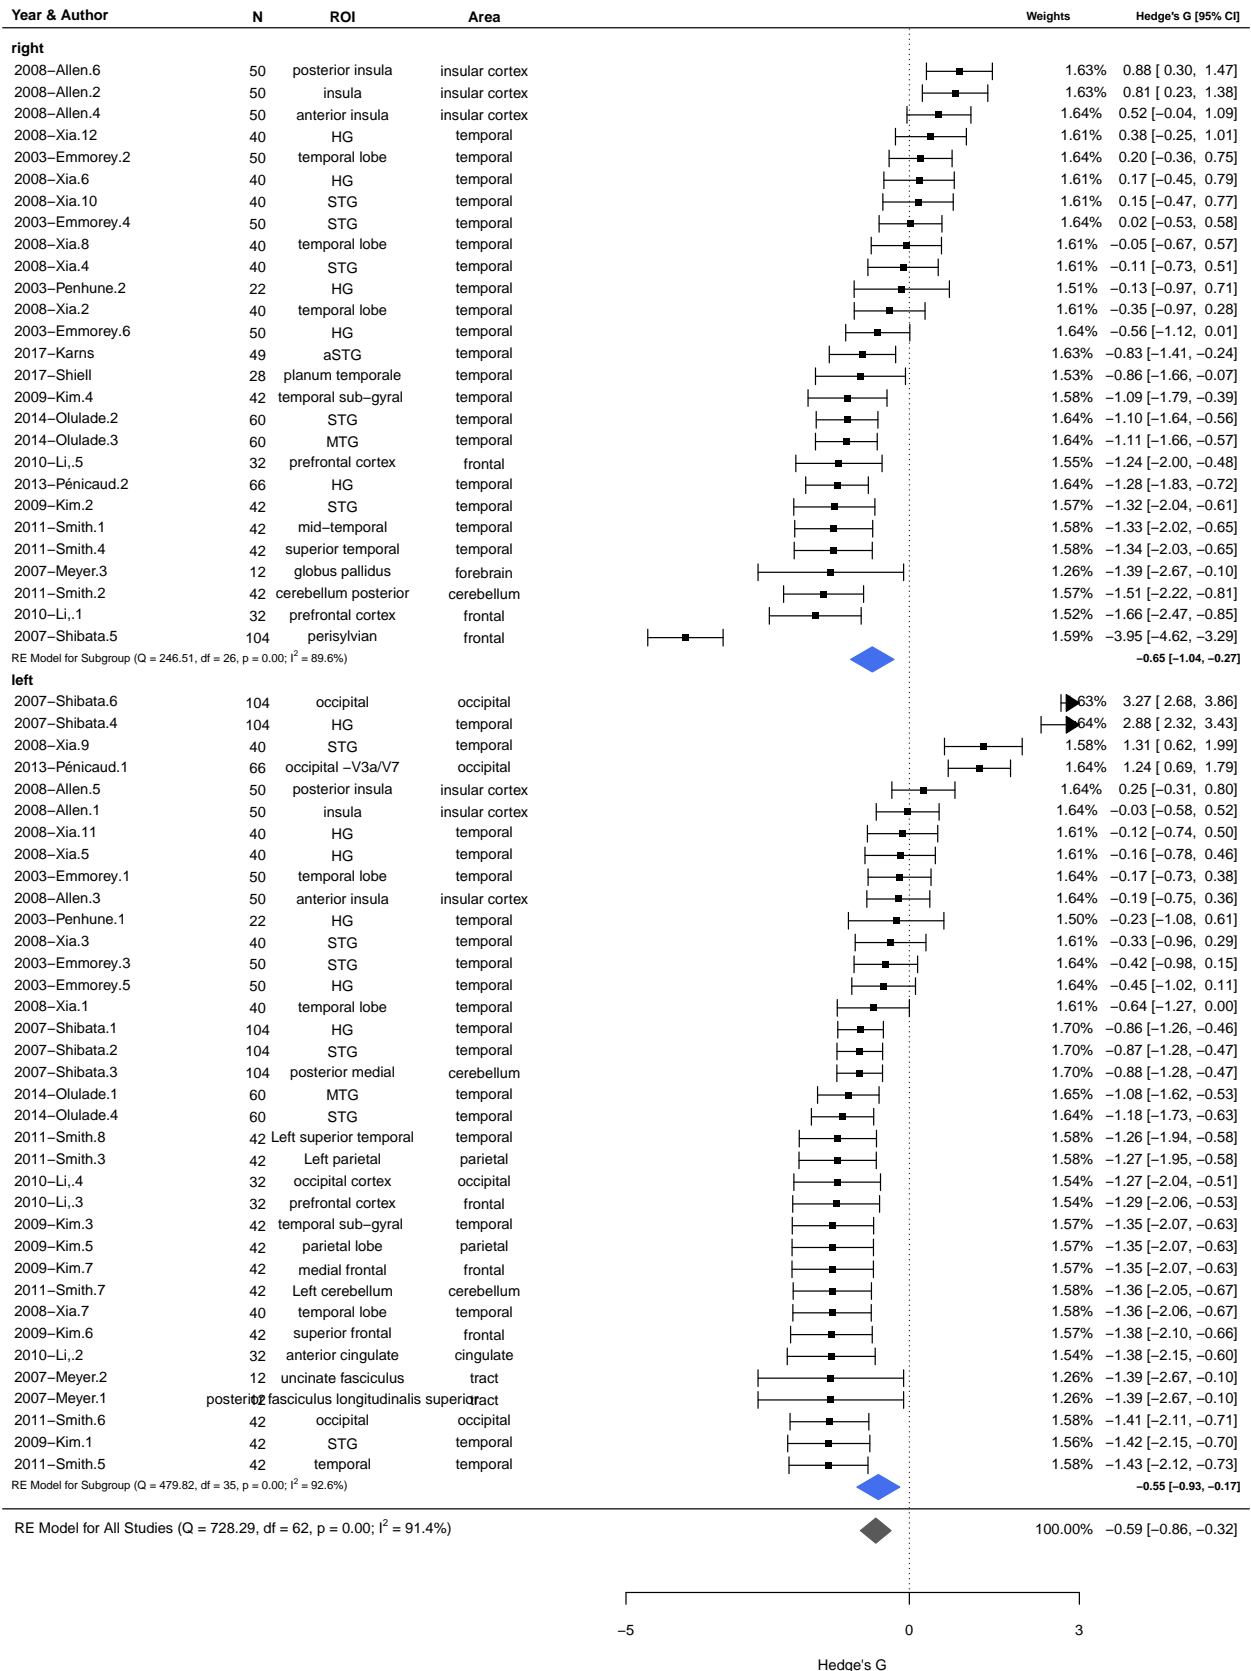 Year & Author N ROI Area Weights Hedge's G [95% CI]
right
2008−Allen.6 50 posterior insula insular cortex 1.63% 0.88 [ 0.30, 1.47]
2008−Allen.2 50 insula insular cortex 1.63% 0.81 [ 0.23, 1.38]
2008−Allen.4 50 anterior insula insular cortex 1.64% 0.52 [−0.04, 1.09]
2008−Xia.12 40 HG temporal 1.61% 0.38 [−0.25, 1.01]
2003−Emmorey.2 50 temporal lobe temporal 1.64% 0.20 [−0.36, 0.75]
2008−Xia.6 40 HG temporal 1.61% 0.17 [−0.45, 0.79]
2008−Xia.10 40 STG temporal 1.61% 0.15 [−0.47, 0.77]
2003−Emmorey.4 50 STG temporal 1.64% 0.02 [−0.53, 0.58]
2008−Xia.8 40 temporal lobe temporal 1.61% −0.05 [−0.67, 0.57]
2008−Xia.4 40 STG temporal 1.61% −0.11 [−0.73, 0.51]
2003−Penhune.2 22 HG temporal 1.51% −0.13 [−0.97, 0.71]
2008−Xia.2 40 temporal lobe temporal 1.61% −0.35 [−0.97, 0.28]
2003−Emmorey.6 50 HG temporal 1.64% −0.56 [−1.12, 0.01]
2017−Karns 49 aSTG temporal 1.63% −0.83 [−1.41, −0.24]
2017−Shiell 28 planum temporale temporal 1.53% −0.86 [−1.66, −0.07]
2009−Kim.4 42 temporal sub−gyral temporal 1.58% −1.09 [−1.79, −0.39]
2014−Olulade.2 60 STG temporal 1.64% −1.10 [−1.64, −0.56]
2014−Olulade.3 60 MTG temporal 1.64% −1.11 [−1.66, −0.57]
2010−Li,.5 32 prefrontal cortex frontal 1.55% −1.24 [−2.00, −0.48]
2013−Pénicaud.2 66 HG temporal 1.64% −1.28 [−1.83, −0.72]
2009−Kim.2 42 STG temporal 1.57% −1.32 [−2.04, −0.61]
2011−Smith.1 42 mid−temporal temporal 1.58% −1.33 [−2.02, −0.65]
2011−Smith.4 42 superior temporal temporal 1.58% −1.34 [−2.03, −0.65]
2007−Meyer.3 12 globus pallidus forebrain 1.26% −1.39 [−2.67, −0.10]
2011−Smith.2 42 cerebellum posterior cerebellum 1.57% −1.51 [−2.22, −0.81]
2010−Li,.1 32 prefrontal cortex frontal 1.52% −1.66 [−2.47, −0.85]
2007−Shibata.5 104 perisylvian frontal 1.59% −3.95 [−4.62, −3.29]
RE Model for Subgroup (Q = 246.51, df = 26, p = 0.00; I² = 89.6%) −0.65 [−1.04, −0.27]
left
2007−Shibata.6 104 occipital occipital 63% 3.27 [ 2.68, 3.86]
2007−Shibata.4 104 HG temporal 64% 2.88 [ 2.32, 3.43]
2008−Xia.9 40 STG temporal 1.58% 1.31 [ 0.62, 1.99]
2013−Pénicaud.1 66 occipital −V3a/V7 occipital 1.64% 1.24 [ 0.69, 1.79]
2008−Allen.5 50 posterior insula insular cortex 1.64% 0.25 [−0.31, 0.80]
2008−Allen.1 50 insula insular cortex 1.64% −0.03 [−0.58, 0.52]
2008−Xia.11 40 HG temporal 1.61% −0.12 [−0.74, 0.50]
2008−Xia.5 40 HG temporal 1.61% −0.16 [−0.78, 0.46]
2003−Emmorey.1 50 temporal lobe temporal 1.64% −0.17 [−0.73, 0.38]
2008−Allen.3 50 anterior insula insular cortex 1.64% −0.19 [−0.75, 0.36]
2003−Penhune.1 22 HG temporal 1.50% −0.23 [−1.08, 0.61]
2008−Xia.3 40 STG temporal 1.61% −0.33 [−0.96, 0.29]
2003−Emmorey.3 50 STG temporal 1.64% −0.42 [−0.98, 0.15]
2003−Emmorey.5 50 HG temporal 1.64% −0.45 [−1.02, 0.11]
2008−Xia.1 40 temporal lobe temporal 1.61% −0.64 [−1.27, 0.00]
2007−Shibata.1 104 HG temporal 1.70% −0.86 [−1.26, −0.46]
2007−Shibata.2 104 STG temporal 1.70% −0.87 [−1.28, −0.47]
2007−Shibata.3 104 posterior medial cerebellum 1.70% −0.88 [−1.28, −0.47]
2014−Olulade.1 60 MTG temporal 1.65% −1.08 [−1.62, −0.53]
2014−Olulade.4 60 STG temporal 1.64% −1.18 [−1.73, −0.63]
2011−Smith.8 42 Left superior temporal temporal 1.58% −1.26 [−1.94, −0.58]
2011−Smith.3 42 Left parietal parietal 1.58% −1.27 [−1.95, −0.58]
2010−Li,.4 32 occipital cortex occipital 1.54% −1.27 [−2.04, −0.51]
2010−Li,.3 32 prefrontal cortex frontal 1.54% −1.29 [−2.06, −0.53]
2009−Kim.3 42 temporal sub−gyral temporal 1.57% −1.35 [−2.07, −0.63]
2009−Kim.5 42 parietal lobe parietal 1.57% −1.35 [−2.07, −0.63]
2009−Kim.7 42 medial frontal frontal 1.57% −1.35 [−2.07, −0.63]
2011−Smith.7 42 Left cerebellum cerebellum 1.58% −1.36 [−2.05, −0.67]
2008−Xia.7 40 temporal lobe temporal 1.58% −1.36 [−2.06, −0.67]
2009−Kim.6 42 superior frontal frontal 1.57% −1.38 [−2.10, −0.66]
2010−Li,.2 32 anterior cingulate cingulate 1.54% −1.38 [−2.15, −0.60]
2007−Meyer.2 12 uncinate fasciculus tract 1.26% −1.39 [−2.67, −0.10]
2007−Meyer.1 12 posterior fasciculus longitudinalis superior tract 1.26% −1.39 [−2.67, −0.10]
2011−Smith.6 42 occipital occipital 1.58% −1.41 [−2.11, −0.71]
2009−Kim.1 42 STG temporal 1.56% −1.42 [−2.15, −0.70]
2011−Smith.5 42 temporal temporal 1.58% −1.43 [−2.12, −0.73]
RE Model for Subgroup (Q = 479.82, df = 35, p = 0.00; I² = 92.6%) −0.55 [−0.93, −0.17]
RE Model for All Studies (Q = 728.29, df = 62, p = 0.00; I² = 91.4%) 100.00% −0.59 [−0.86, −0.32]
−5 0 3
Hedge's G